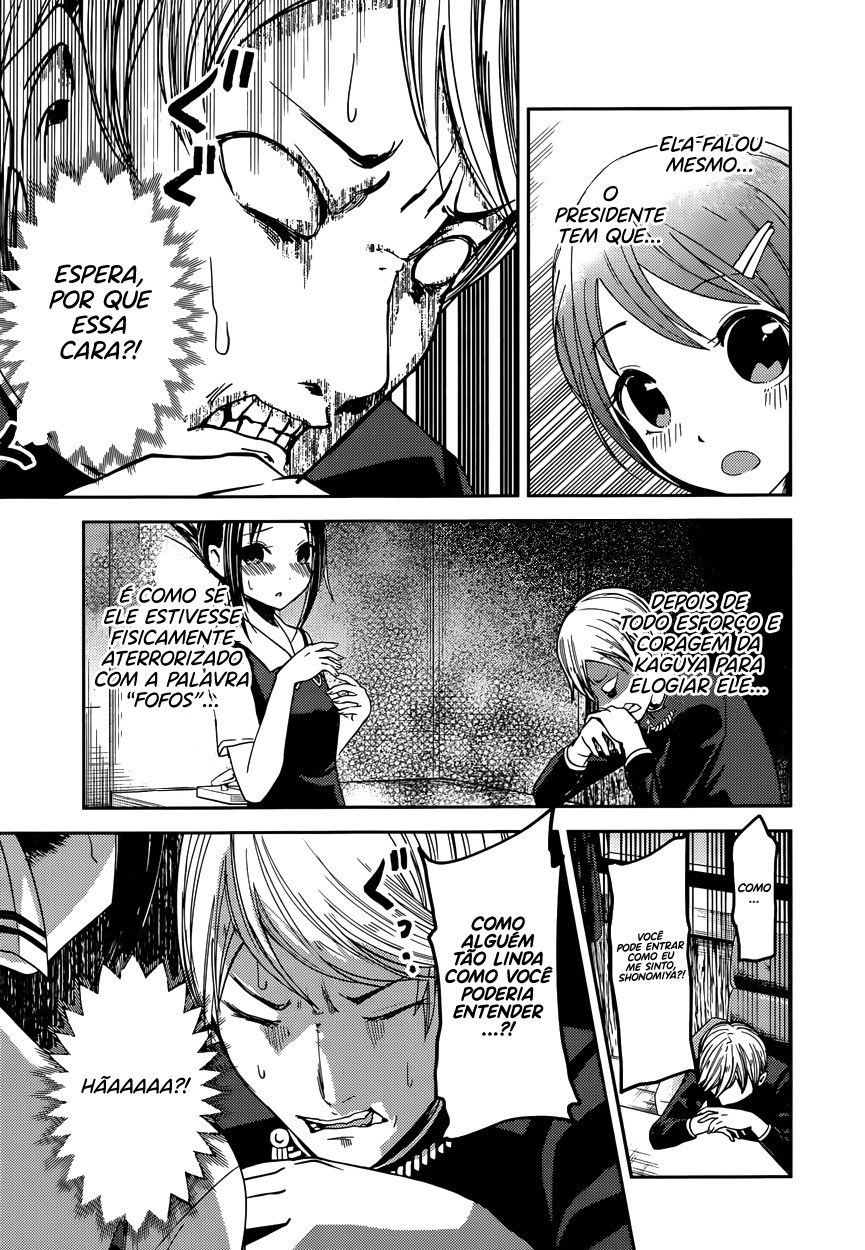 ELA FALOU
MESMO...
O
PRESIDENTE
TEM QUE...
ESPERA,
POR QUE
ESSA
CARA?!
DEPOIS DE
TODO ESFORÇO E
CORAGEM DA
KAGUYA PARA
ELOGIAR ELE...
É COMO SE
ELE ESTIVESSE
FISICAMENTE
ATERRORIZADO
COM A PALAVRA
“FOFOS”...
COMO
...
VOCÊ
PODE ENTRAR
COMO EU
ME SINTO,
SHONOMIYA?!
COMO
ALGUÉM
TÃO LINDA
COMO VOCÊ
PODERIA
ENTENDER
...?!
HÃAAAAA?!